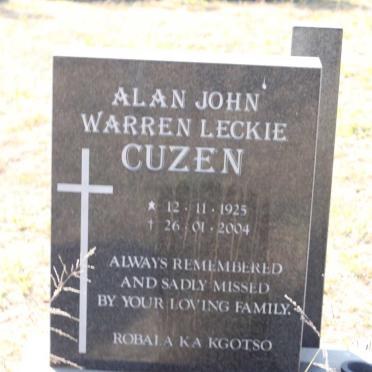 ALAN JOHN
WARREN LECKIE
CUZEN
★ 12 · 11 · 1925
† 26 · 01 · 2004
ALWAYS REMEMBERED
AND SADLY MISSED
BY YOUR LOVING FAMILY.
ROBALA KA KGOTSO